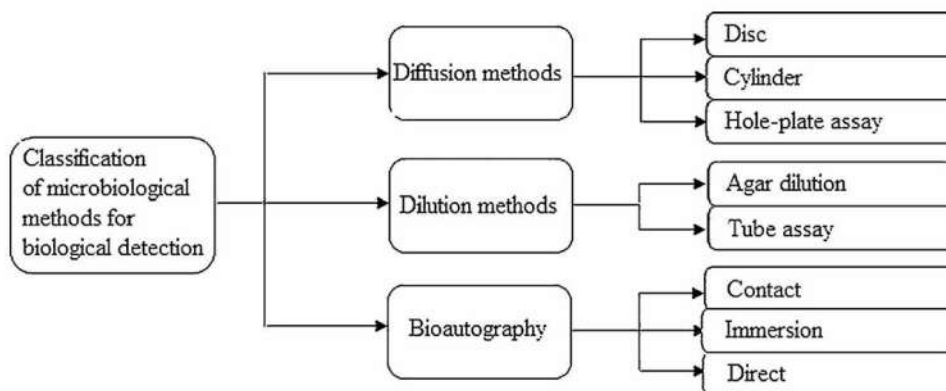 Classification
of microbiological
methods for
biological detection
Diffusion methods
Disc
Cylinder
Hole-plate assay
Dilution methods
Agar dilution
Tube assay
Bioautography
Contact
Immersion
Direct